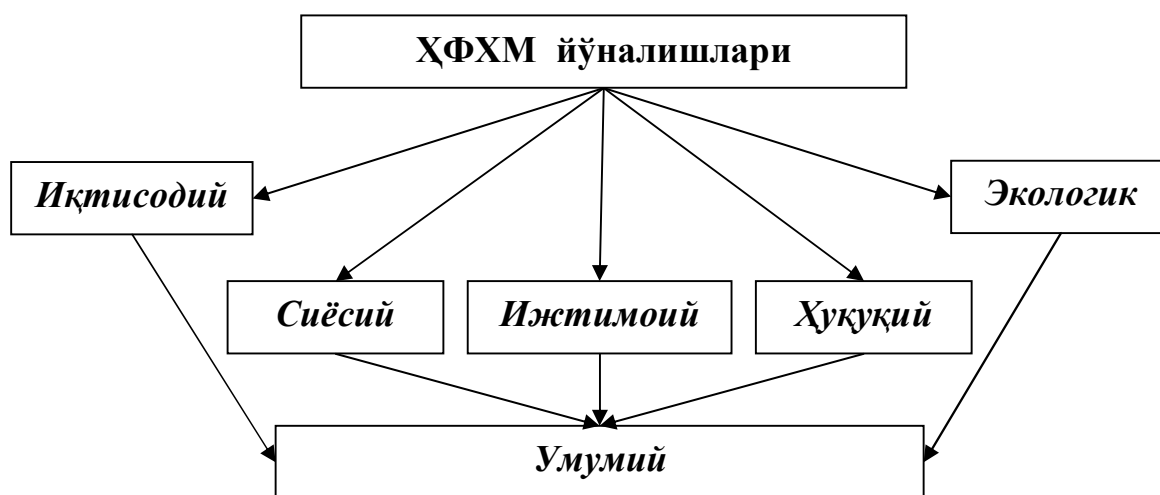 ҲФХМ йўналишлари
Иқтисодий
Экологик
Сиёсий
Ижтимоий
Ҳуқуқий
Умумий